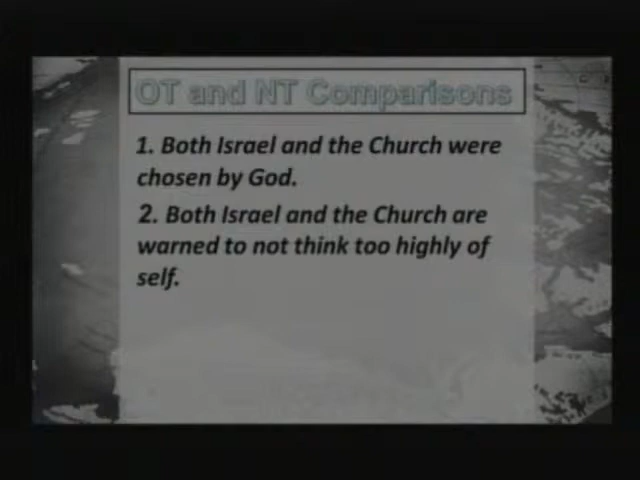 OT and NT Comparisons
1. Both Israel and the Church were
chosen by God.
2. Both Israel and the Church are
warned to not think too highly of
self.